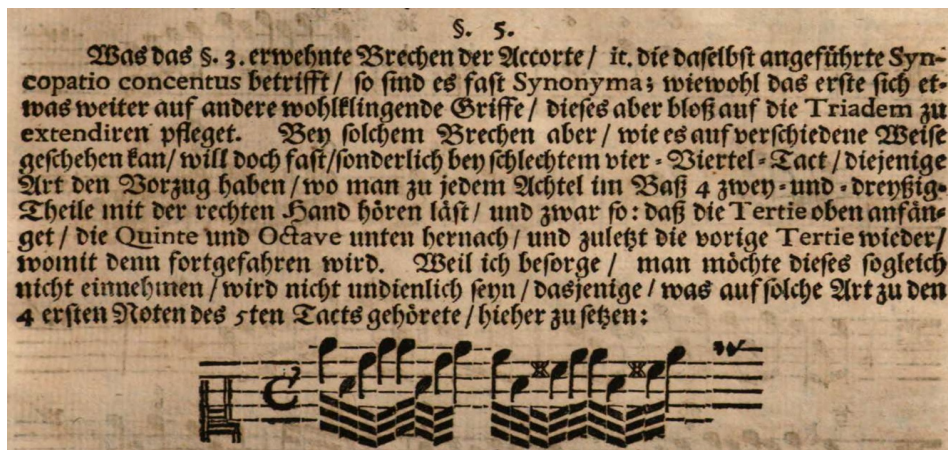 §. 5.
Was das §. 3. erwehnte Brechen der Accorte / it. die daselbst angeführte Syn-
copatio concentus betrifft / so sind es fast Synonyma; wiewohl das erste sich et-
was weiter auf andere wohlklingende Griffe / dieses aber bloß auf die Triadem zu
extendiren pfleget. Bey solchem Brechen aber / wie es auf verschiedene Weise
geschehen kan / will doch fast / sonderlich bey schlechtem vier-Viertel-Tact / diejenige
Art den Vorzug haben / wo man zu jedem Achtel im Baß 4 zwey-und-dreyßig-
Theile mit der rechten Hand hören läst / und zwar so: daß die Tertie oben anfän-
get / die Quinte und Octave unten hernach / und zuletzt die vorige Tertie wieder /
womit denn fortgefahren wird. Weil ich besorge / man möchte dieses sogleich
nicht einnehmen / wird nicht undienlich seyn / dasjenige / was auf solche Art zu den
4 ersten Noten des 5ten Tacts gehörete / hieher zu setzen: